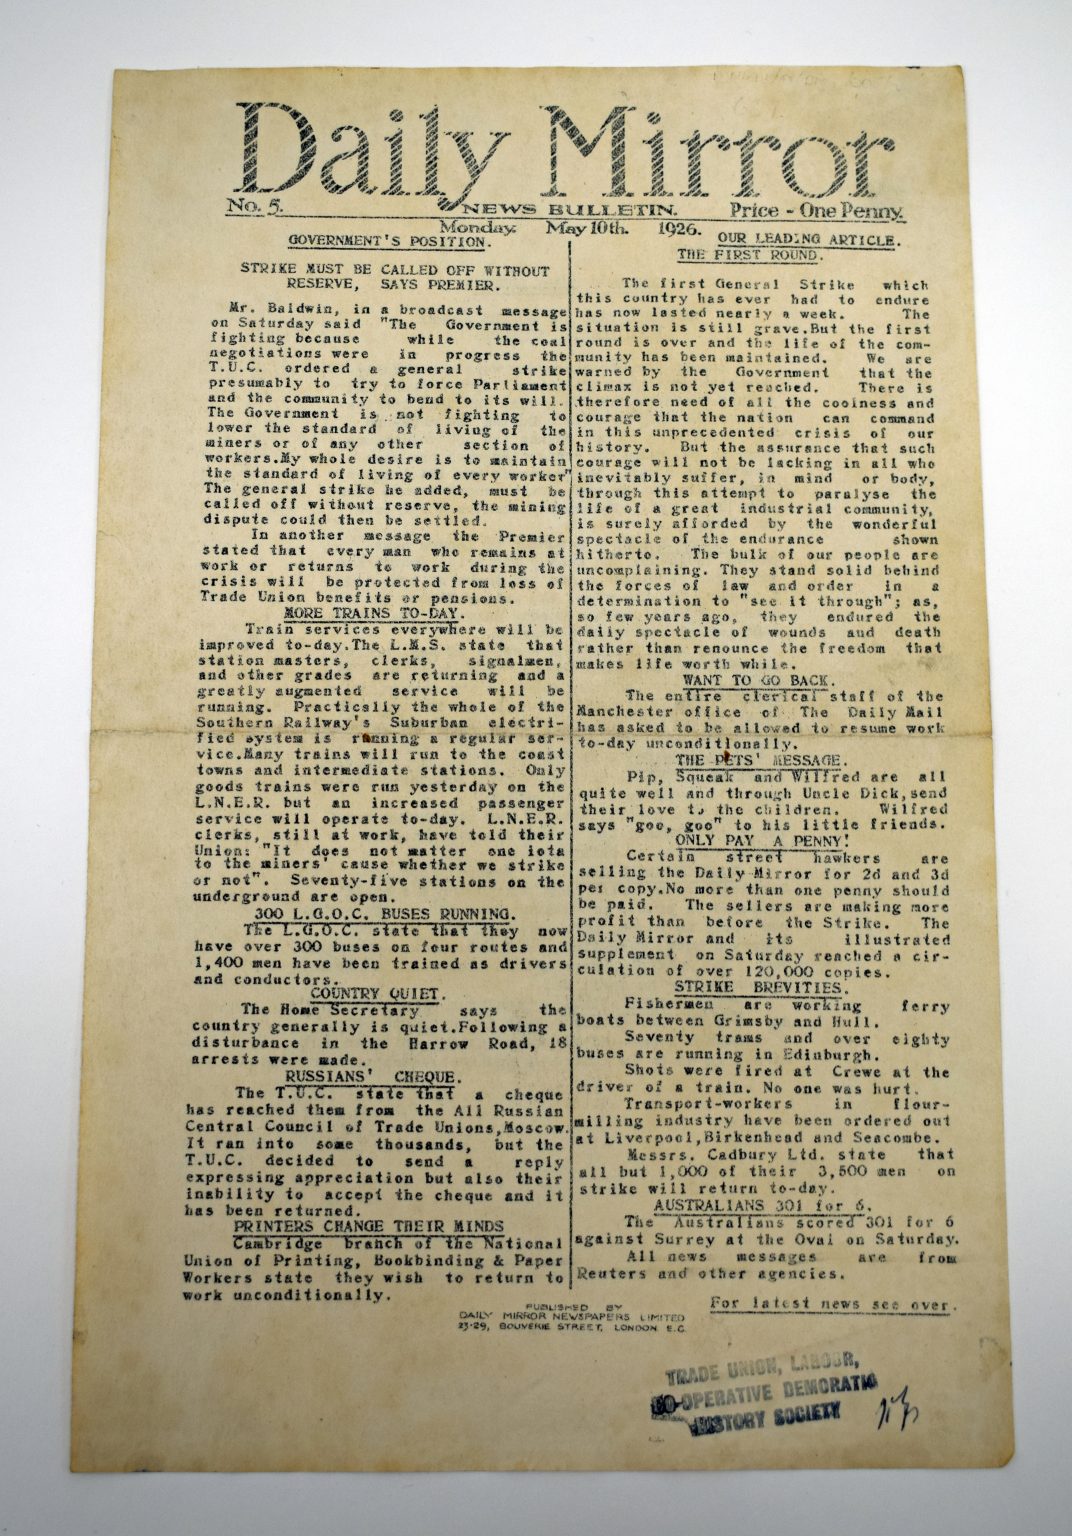 Daily Mirror
No. 5.
NEWS BULLETIN.
Price - One Penny.
Monday. May 10th. 1926.
GOVERNMENT'S POSITION.
STRIKE MUST BE CALLED OFF WITHOUT
RESERVE, SAYS PREMIER.
Mr. Baldwin, in a broadcast message
on Saturday said "The Government is
fighting because while the coal
negotiations were in progress the
T.U.C. ordered a general strike
presumably to try to force Parliament
and the community to bend to its will.
The Government is not fighting to
lower the standard of living of the
miners or of any other section of
workers.My whole desire is to maintain
the standard of living of every worker"
The general strike he added, must be
called off without reserve, the mining
dispute could then be settled.
In another message the Premier
stated that every man who remains at
work or returns to work during the
crisis will be protected from loss of
Trade Union benefits or pensions.
MORE TRAINS TO-DAY.
Train services everywhere will be
improved to-day.The L.M.S. state that
station masters, clerks, signalmen,
and other grades are returning and a
greatly augmented service will be
running. Practically the whole of the
Southern Railway's Suburban electri-
fied system is running a regular ser-
vice.Many trains will run to the coast
towns and intermediate stations. Only
goods trains were run yesterday on the
L.N.E.R. but an increased passenger
service will operate to-day. L.N.E.R.
clerks, still at work, have told their
Union: "It does not matter one iota
to the miners' cause whether we strike
or not". Seventy-five stations on the
underground are open.
300 L.G.O.C. BUSES RUNNING.
The L.G.O.C. state that they now
have over 300 buses on four routes and
1,400 men have been trained as drivers
and conductors.
COUNTRY QUIET.
The Home Secretary says the
country generally is quiet.Following a
disturbance in the Harrow Road, 18
arrests were made.
RUSSIANS' CHEQUE.
The T.U.C. state that a cheque
has reached them from the All Russian
Central Council of Trade Unions,Moscow.
It ran into some thousands, but the
T.U.C. decided to send a reply
expressing appreciation but also their
inability to accept the cheque and it
has been returned.
PRINTERS CHANGE THEIR MINDS
Cambridge branch of the National
Union of Printing, Bookbinding & Paper
Workers state they wish to return to
work unconditionally.
OUR LEADING ARTICLE.
THE FIRST ROUND.
The first General Strike which
this country has ever had to endure
has now lasted nearly a week. The
situation is still grave.But the first
round is over and the life of the com-
munity has been maintained. We are
warned by the Government that the
climax is not yet reached. There is
therefore need of all the coolness and
courage that the nation can command
in this unprecedented crisis of our
history. But the assurance that such
courage will not be lacking in all who
inevitably suffer, in mind or body,
through this attempt to paralyse the
life of a great industrial community,
is surely afforded by the wonderful
spectacle of the endurance shown
hitherto. The bulk of our people are
uncomplaining. They stand solid behind
the forces of law and order in a
determination to "see it through"; as,
so few years ago, they endured the
daily spectacle of wounds and death
rather than renounce the freedom that
makes life worth while.
WANT TO GO BACK.
The entire clerical staff of the
Manchester office of The Daily Mail
has asked to be allowed to resume work
to-day unconditionally.
THE PETS' MESSAGE.
Pip, Squeak and Wilfred are all
quite well and through Uncle Dick,send
their love to the children. Wilfred
says "goo, goo" to his little friends.
ONLY PAY A PENNY!
Certain street hawkers are
selling the Daily Mirror for 2d and 3d
per copy.No more than one penny should
be paid. The sellers are making more
profit than before the Strike. The
Daily Mirror and its illustrated
supplement on Saturday reached a cir-
culation of over 120,000 copies.
STRIKE BREVITIES.
Fishermen are working ferry
boats between Grimsby and Hull.
Seventy trams and over eighty
buses are running in Edinburgh.
Shots were fired at Crewe at the
driver of a train. No one was hurt.
Transport-workers in flour-
milling industry have been ordered out
at Liverpool,Birkenhead and Seacombe.
Messrs. Cadbury Ltd. state that
all but 1,000 of their 3,500 men on
strike will return to-day.
AUSTRALIANS 301 for 6.
The Australians scored 301 for 6
against Surrey at the Oval on Saturday.
All news messages are from
Reuters and other agencies.
For latest news see over.
PUBLISHED BY
DAILY MIRROR NEWSPAPERS LIMITED
23-29, BOUVERIE STREET, LONDON E.C.
TRADE UNION, LABOUR,
CO-OPERATIVE DEMORATIC
HISTORY SOCIETY